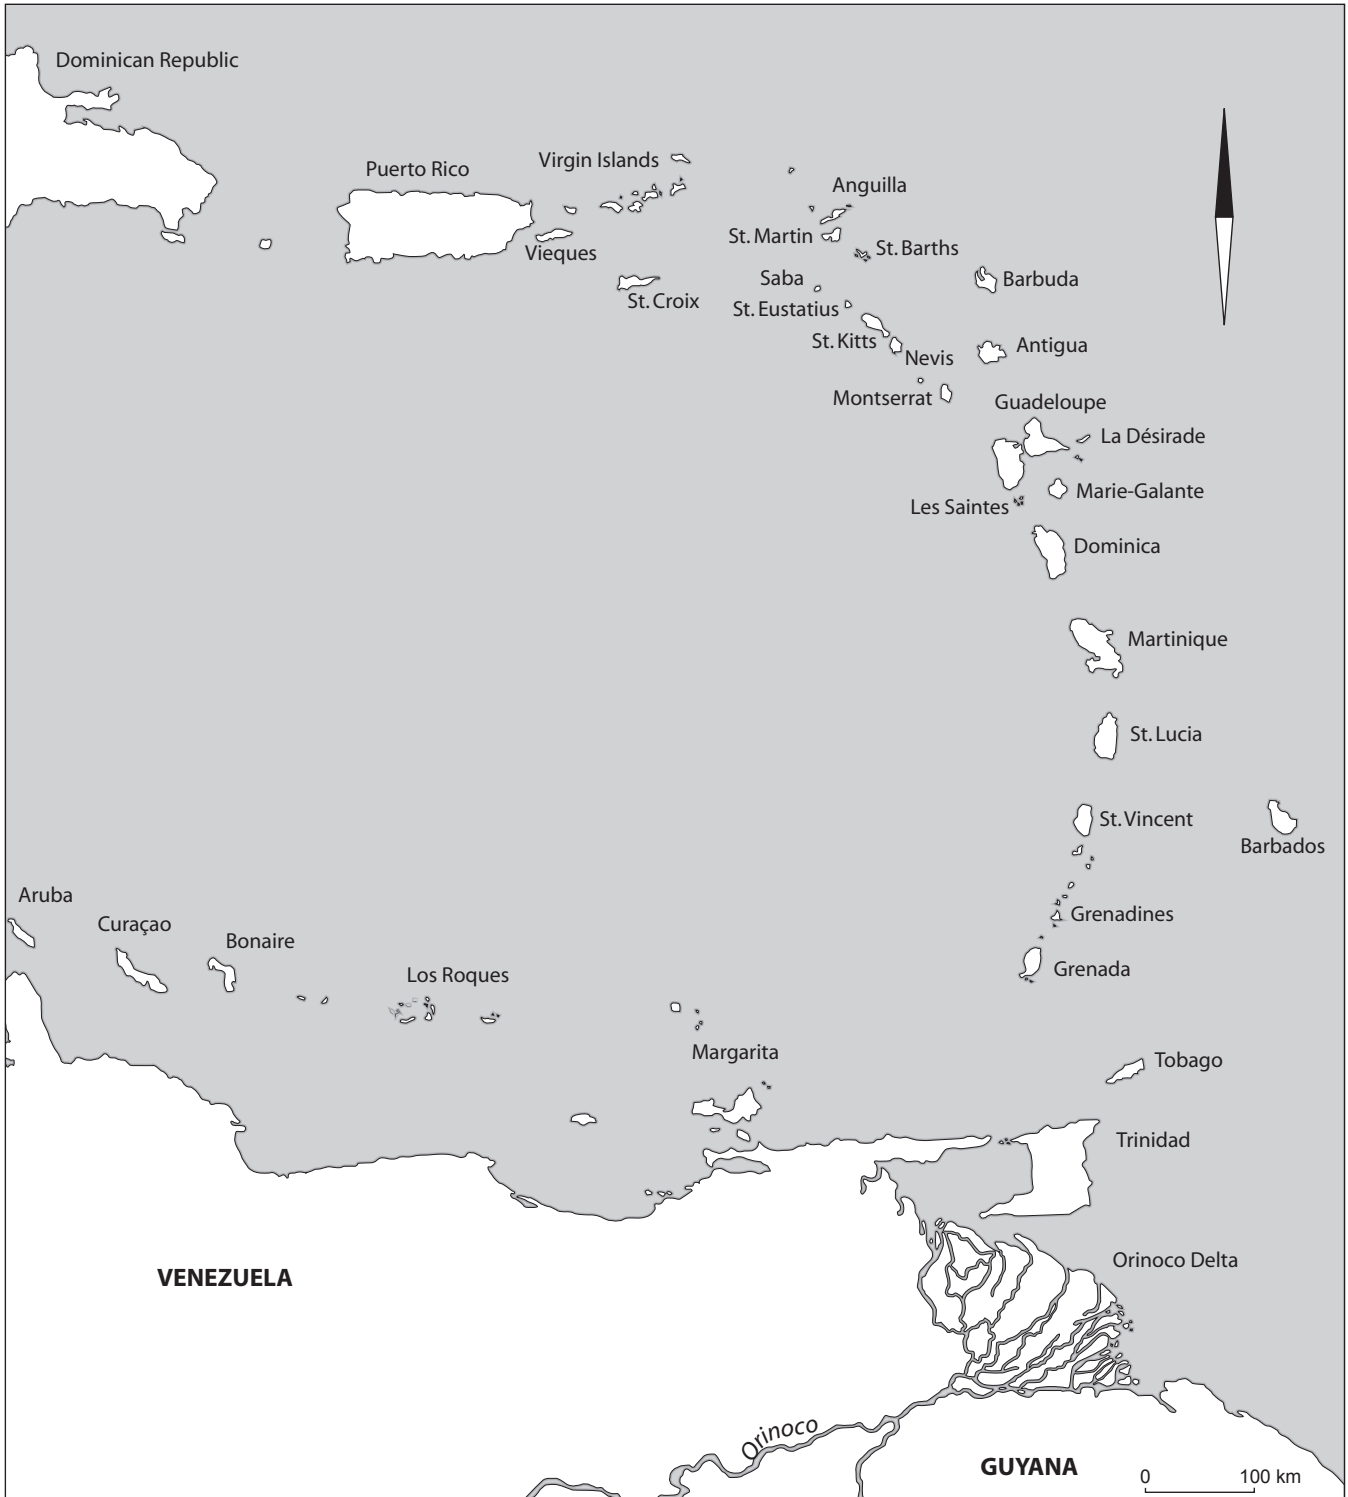 Dominican Republic
Virgin Islands
Puerto Rico
Anguilla
St. Martin
St. Barths
Vieques
Saba
Barbuda
St. Croix
St. Eustatius
St. Kitts
Antigua
Nevis
Montserrat
Guadeloupe
La Désirade
Marie-Galante
Les Saintes
Dominica
Martinique
St. Lucia
St. Vincent
Barbados
Aruba
Grenadines
Curaçao
Bonaire
Grenada
Los Roques
Margarita
Tobago
Trinidad
Orinoco Delta
VENEZUELA
Orinoco
GUYANA
0 100 km